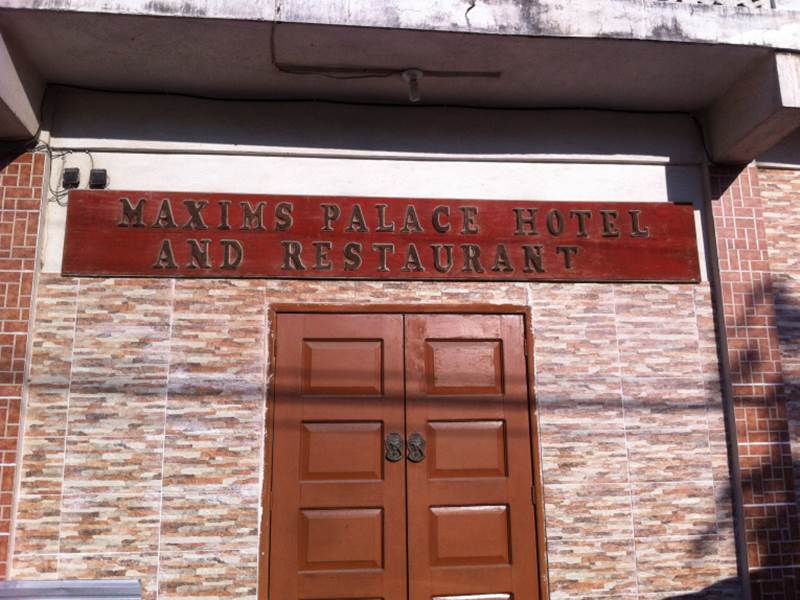 MAXIMS PALACE HOTEL
AND RESTAURANT